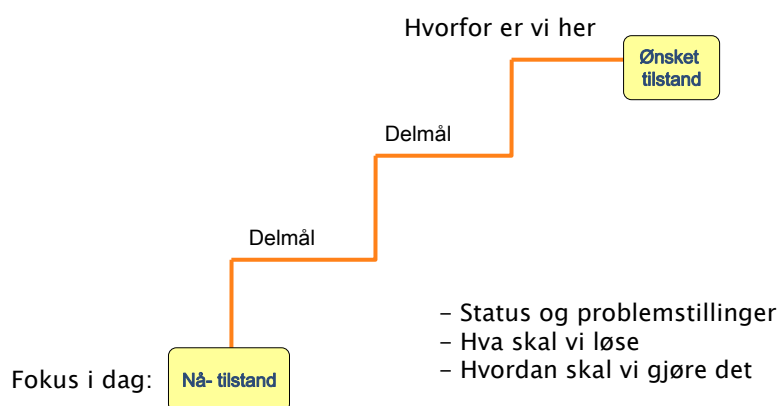 Hvorfor er vi her
Ønsket
tilstand
Delmål
Delmål
– Status og problemstillinger
– Hva skal vi løse
– Hvordan skal vi gjøre det
Fokus i dag:
Nå- tilstand